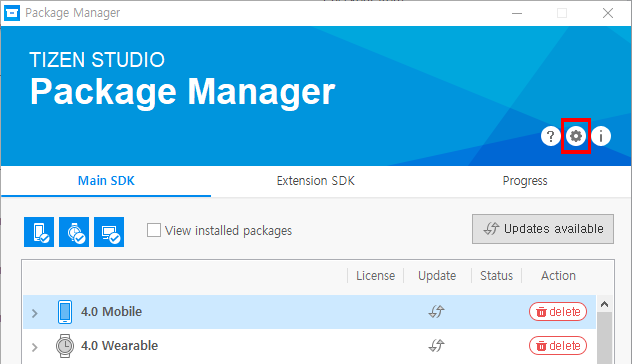 Package Manager
TIZEN STUDIO
Package Manager
?
i
Main SDK Extension SDK Progress
View installed packages Updates available
License Update Status Action
4.0 Mobile delete
4.0 Wearable delete